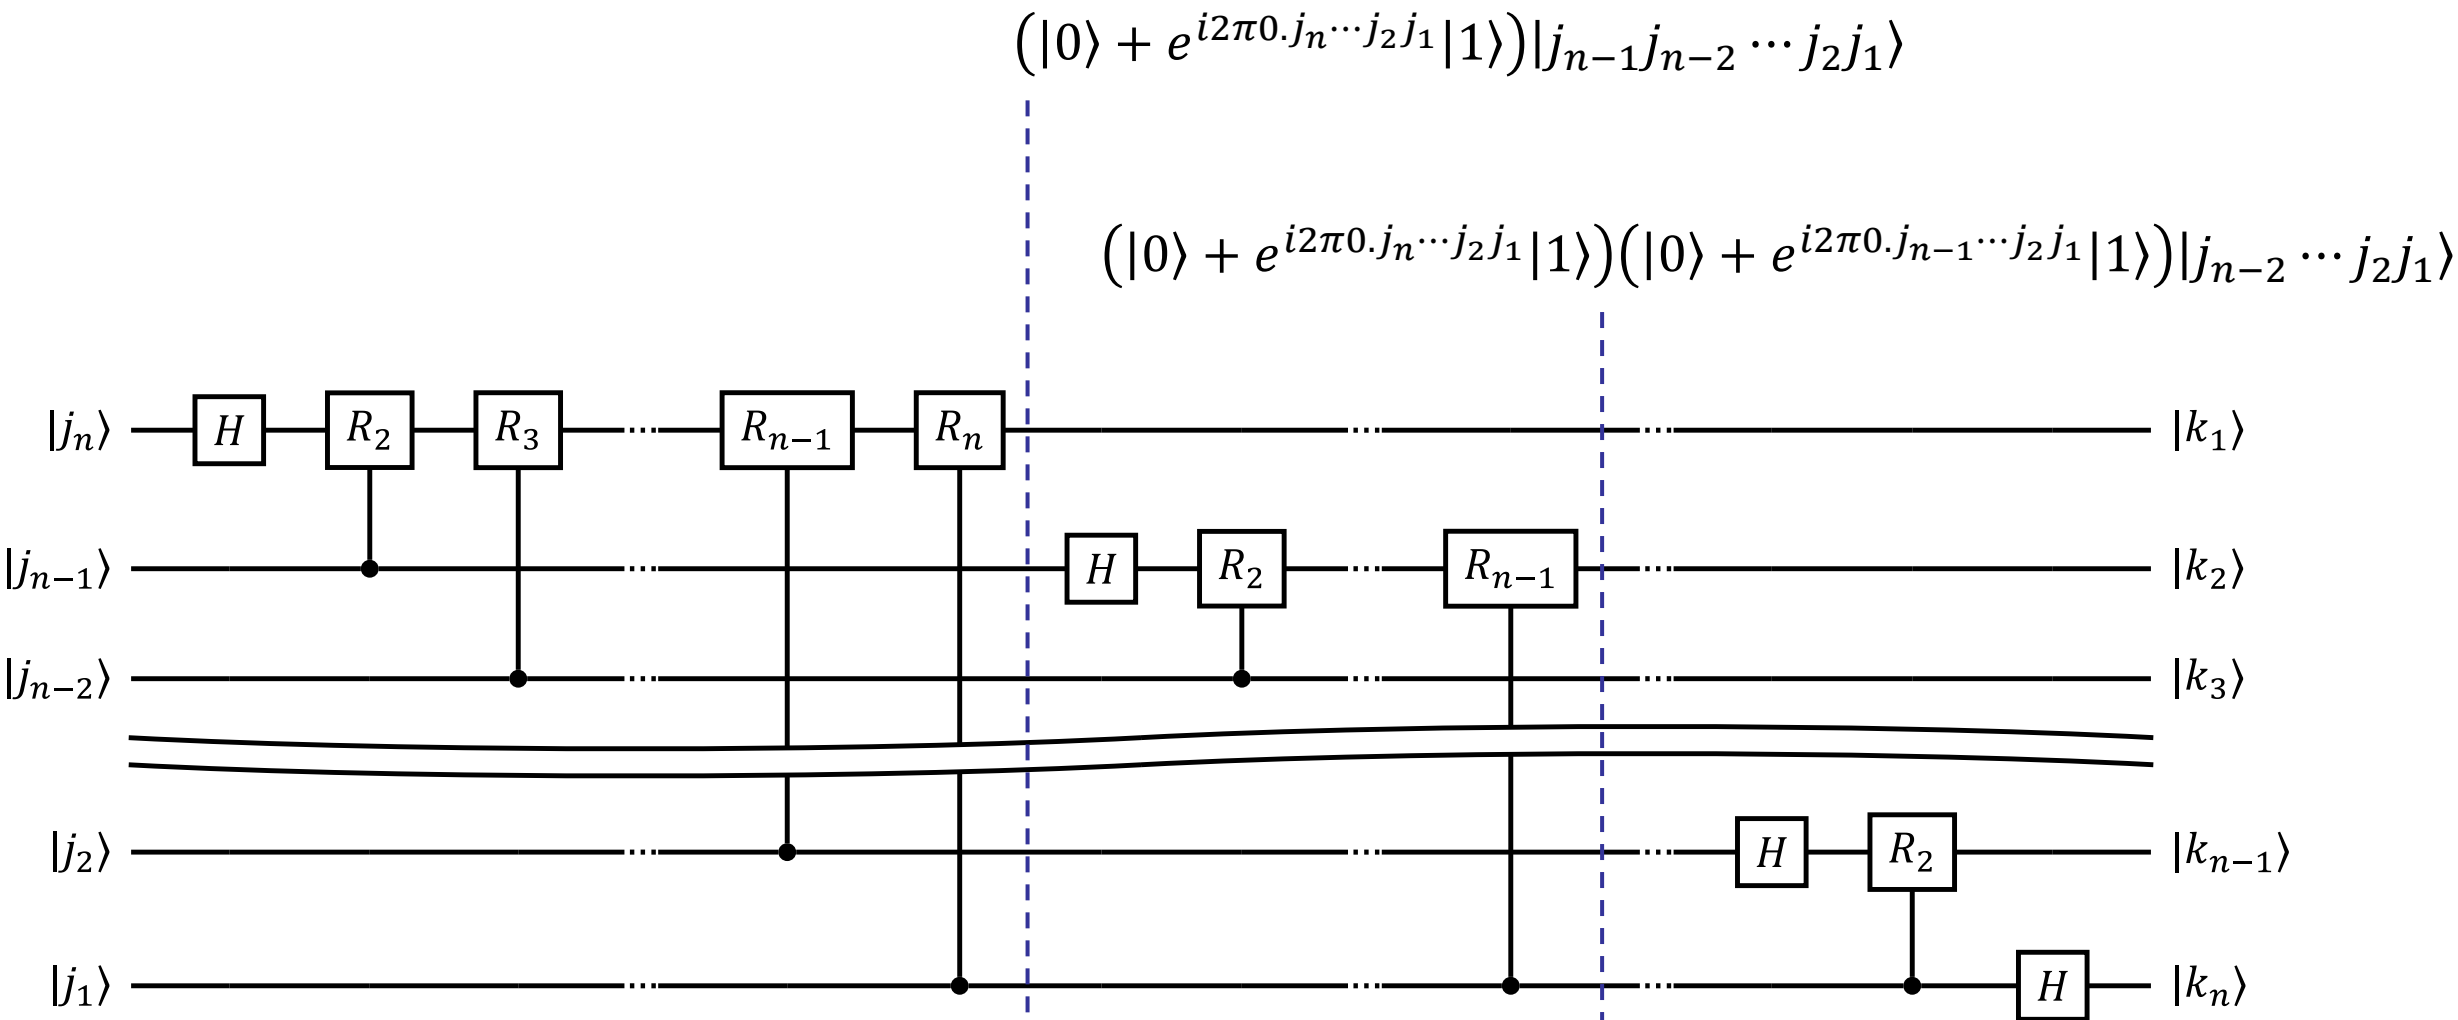 (|0⟩ + e^{i2π0.j_n⋯j_2j_1}|1⟩)|j_{n−1}j_{n−2} ⋯ j_2j_1⟩
(|0⟩ + e^{i2π0.j_n⋯j_2j_1}|1⟩)(|0⟩ + e^{i2π0.j_{n−1}⋯j_2j_1}|1⟩)|j_{n−2} ⋯ j_2j_1⟩
|j_n⟩ H R_2 R_3 R_{n−1} R_n |k_1⟩
|j_{n−1}⟩ H R_2 R_{n−1} |k_2⟩
|j_{n−2}⟩ |k_3⟩
|j_2⟩ H R_2 |k_{n−1}⟩
|j_1⟩ H |k_n⟩